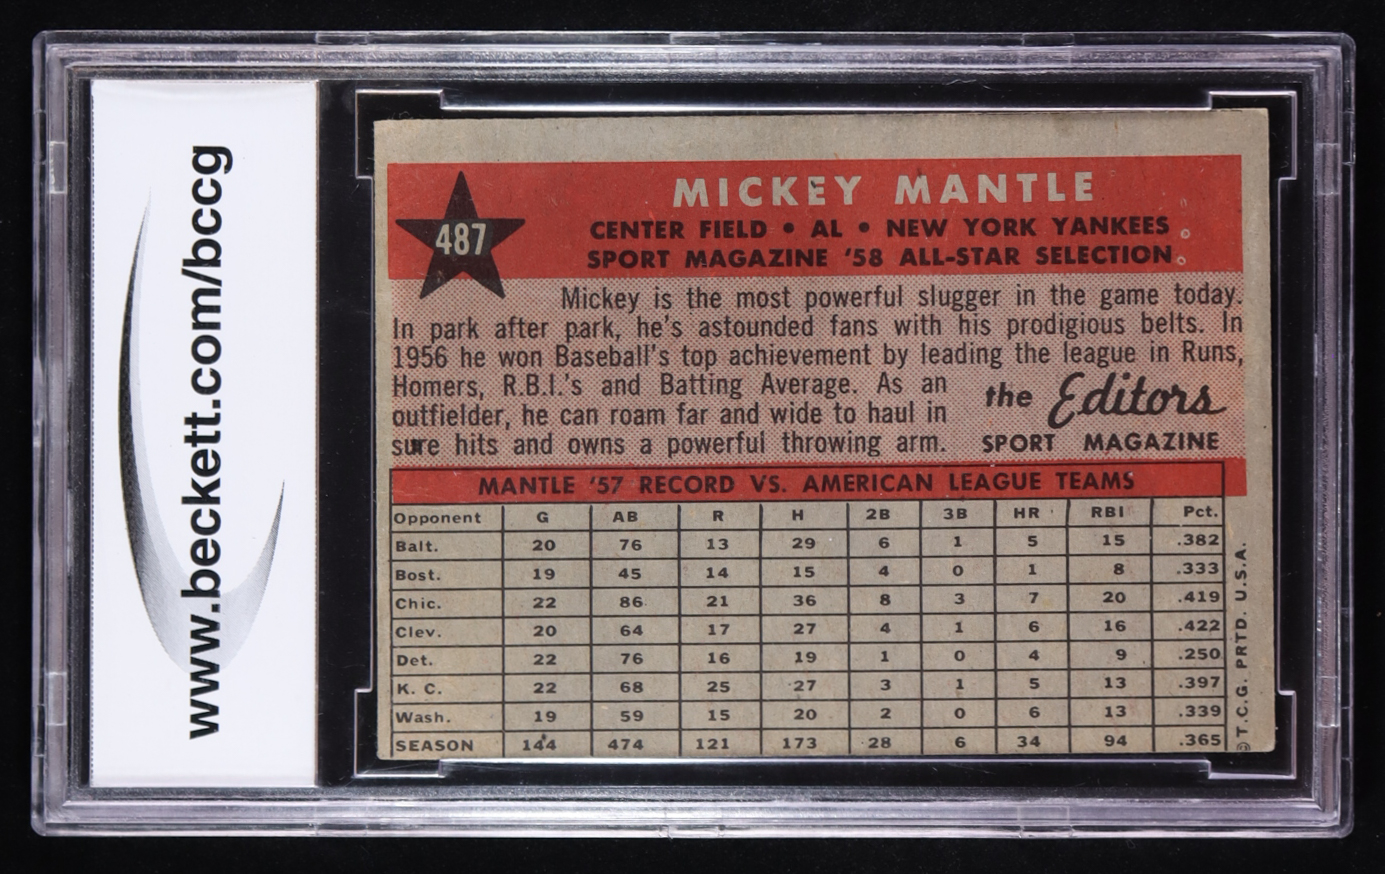 www.beckett.com/bccg
MICKEY MANTLE
487
CENTER FIELD • AL • NEW YORK YANKEES
SPORT MAGAZINE '58 ALL-STAR SELECTION
Mickey is the most powerful slugger in the game today.
In park after park, he's astounded fans with his prodigious belts. In
1956 he won Baseball's top achievement by leading the league in Runs,
Homers, R.B.I.'s and Batting Average. As an
outfielder, he can roam far and wide to haul in
sure hits and owns a powerful throwing arm.
the Editors
SPORT MAGAZINE
MANTLE '57 RECORD VS. AMERICAN LEAGUE TEAMS
Opponent G AB R H 2B 3B HR RBI Pct.
Balt. 20 76 13 29 6 1 5 15 .382
Bost. 19 45 14 15 4 0 1 8 .333
Chic. 22 86 21 36 8 3 7 20 .419
Clev. 20 64 17 27 4 1 6 16 .422
Det. 22 76 16 19 1 0 4 9 .250
K. C. 22 68 25 27 3 1 5 13 .397
Wash. 19 59 15 20 2 0 6 13 .339
SEASON 144 474 121 173 28 6 34 94 .365
© T.C.G. PRTD. U.S.A.